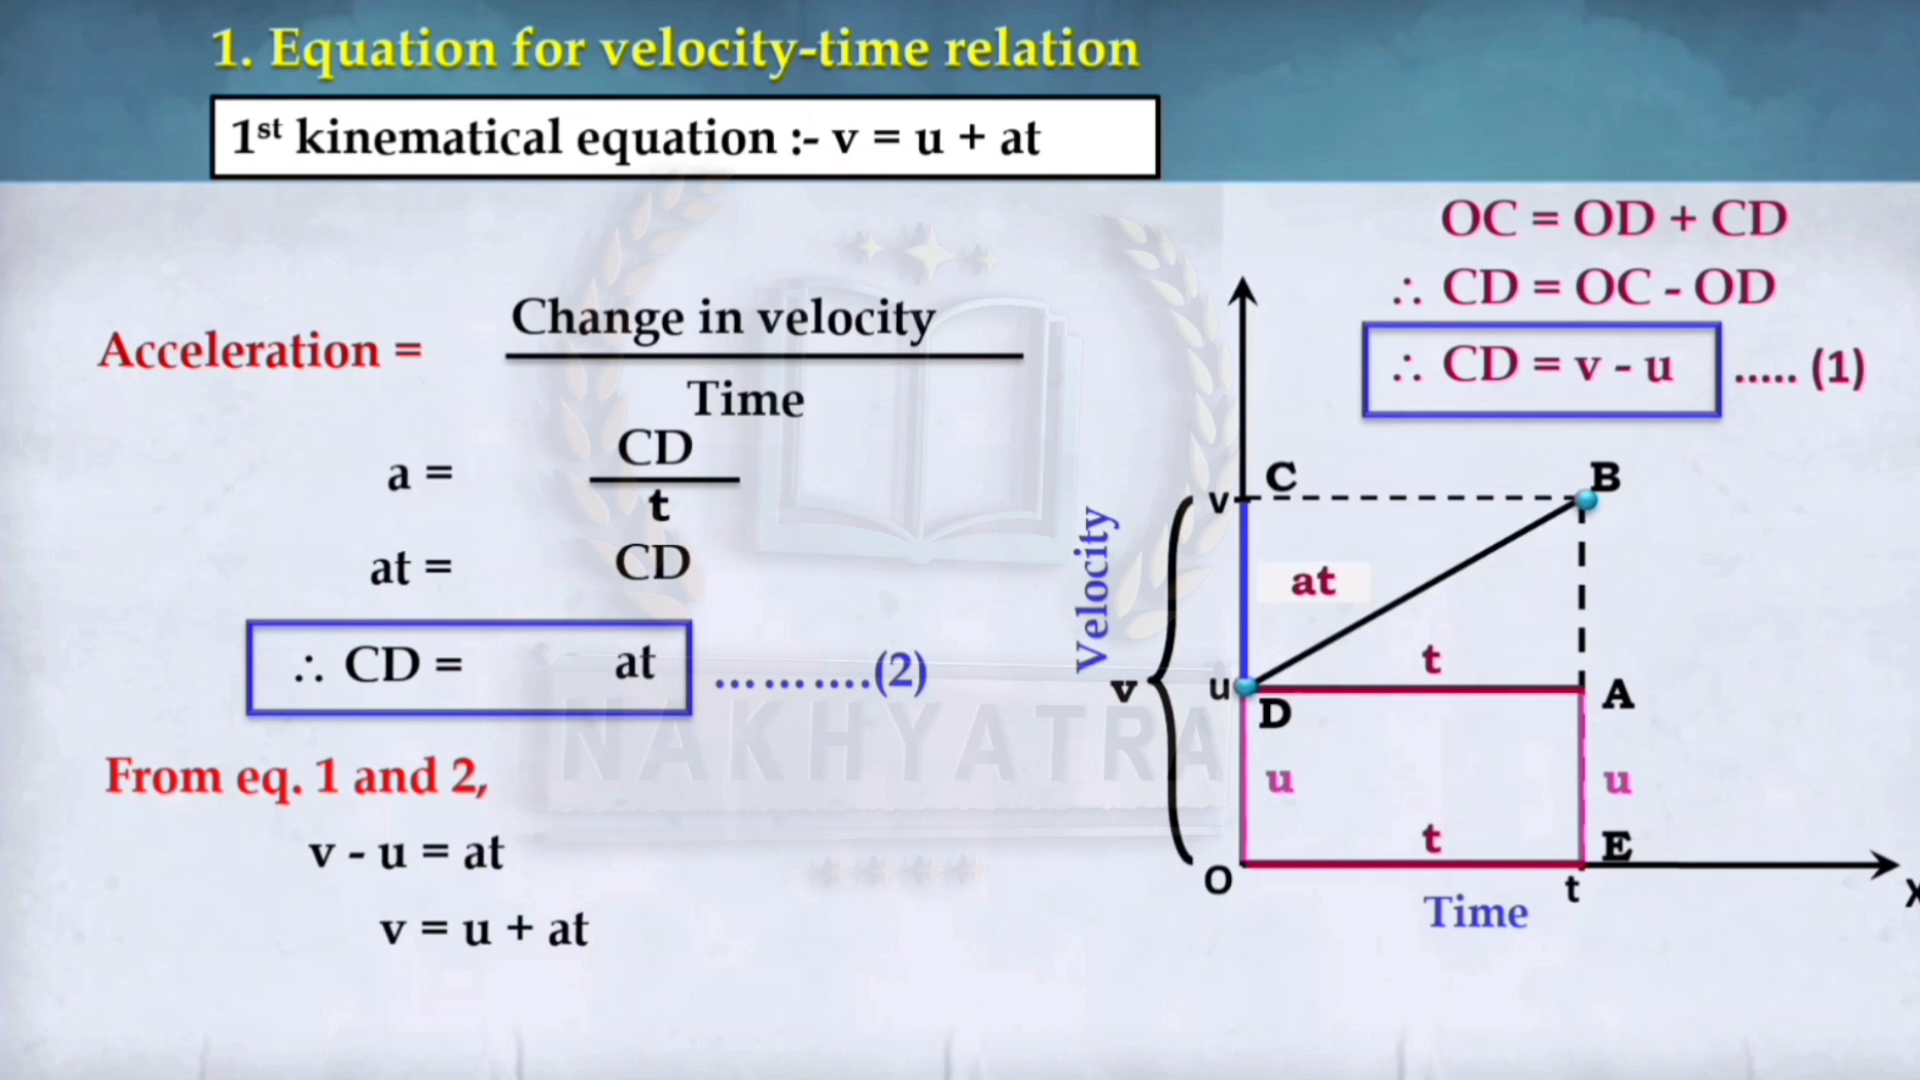 1. Equation for velocity-time relation
1st kinematical equation :- v = u + at
OC = OD + CD
∴ CD = OC - OD
∴ CD = v - u ..... (1)
Acceleration = Change in velocity
Time
a = CD
t
at = CD
∴ CD = at ..........(2)
From eq. 1 and 2,
v - u = at
v = u + at
C B
v
Velocity
at
t
v u D A
u u
t E
O t X
Time
NAKHYATRA